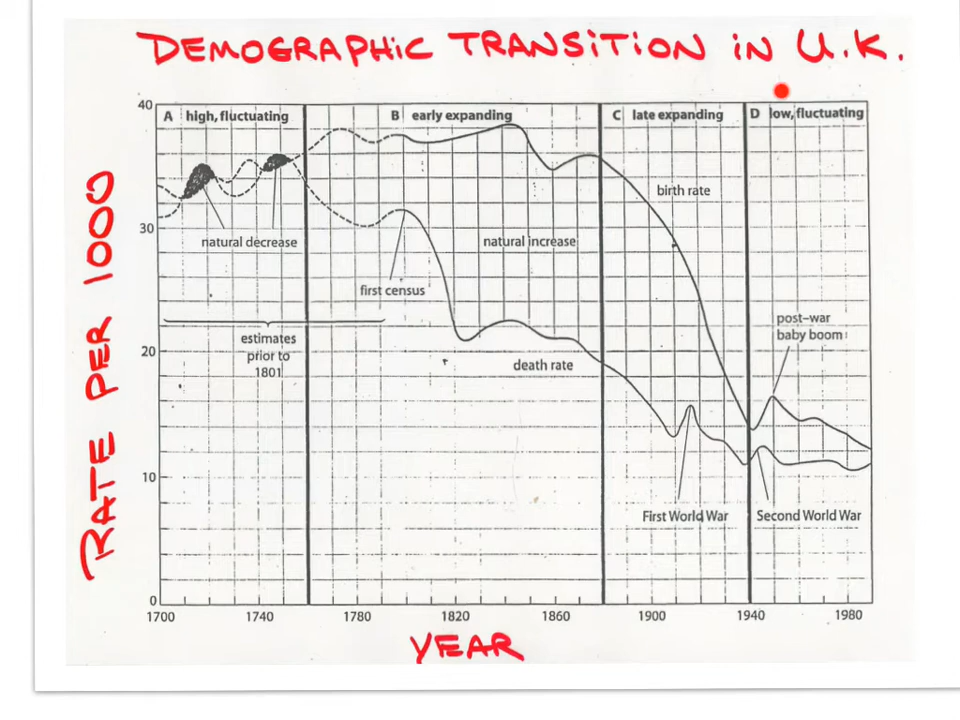 DEMOGRAPHIC TRANSITION IN U.K.
40
A high, fluctuating
B early expanding
C late expanding
D low, fluctuating
birth rate
30
natural decrease
natural increase
first census
post-war
baby boom
estimates
prior to
1801
20
death rate
10
First World War
Second World War
0
1700
1740
1780
1820
1860
1900
1940
1980
RATE PER 1000
YEAR